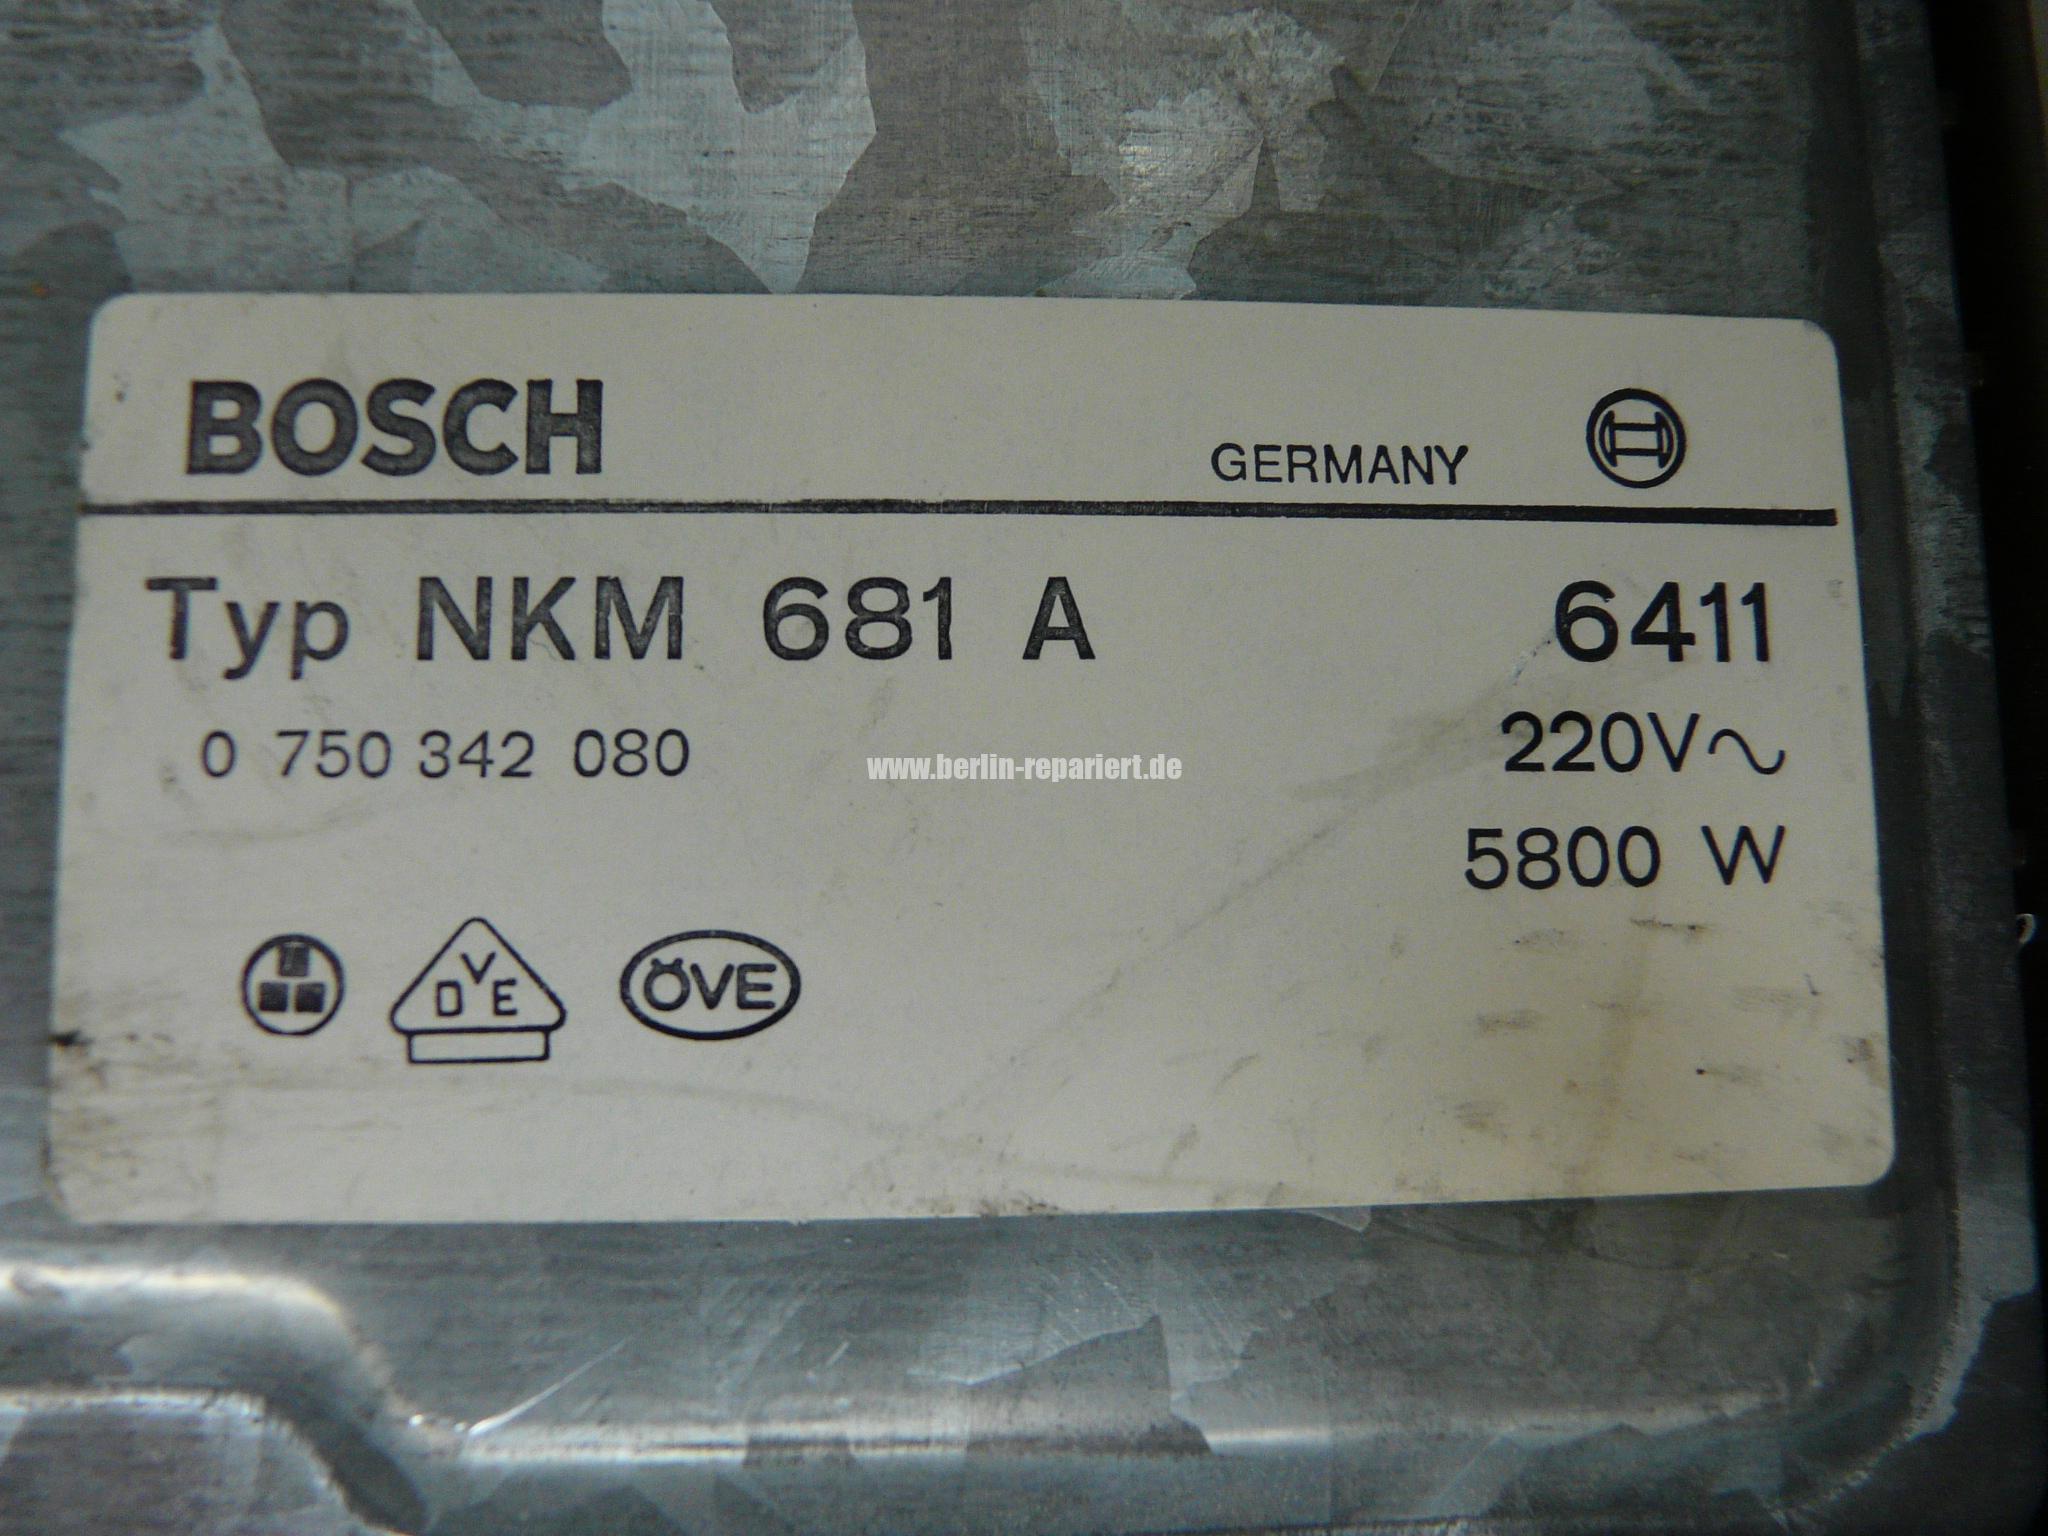 BOSCH
GERMANY
Typ NKM 681 A 6411
0 750 342 080 220V~
www.berlin-repariert.de
5800 W
DVE
ÖVE